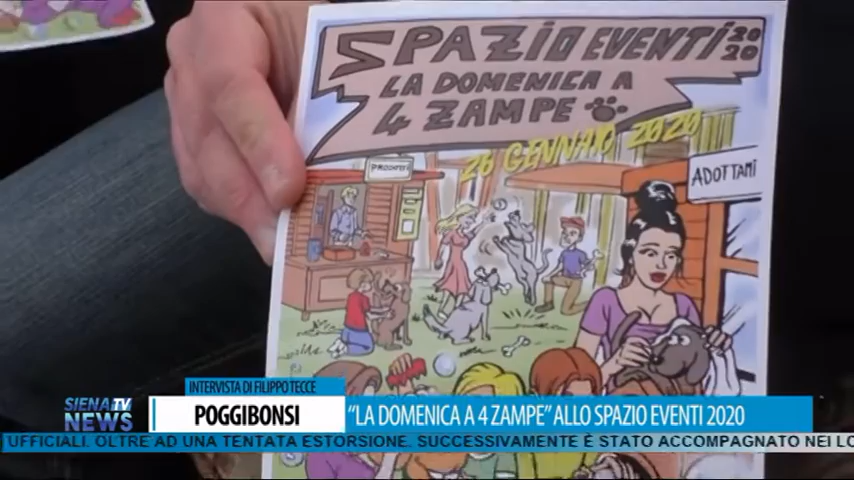 SPAZIO EVENTI 2020
LA DOMENICA A
4 ZAMPE
26 GENNAIO 2020
ADOTTAMI
INTERVISTA DI FILIPPO TECCE
SIENA TV
NEWS
POGGIBONSI
“LA DOMENICA A 4 ZAMPE” ALLO SPAZIO EVENTI 2020
UFFICIALI. OLTRE AD UNA TENTATA ESTORSIONE. SUCCESSIVAMENTE È STATO ACCOMPAGNATO NEI LO